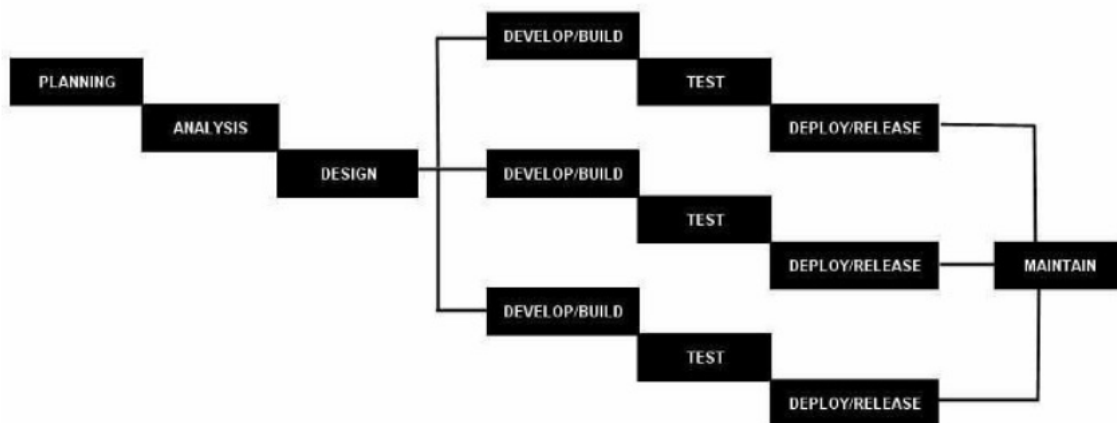 PLANNING
ANALYSIS
DESIGN
DEVELOP/BUILD
TEST
DEPLOY/RELEASE
DEVELOP/BUILD
TEST
DEPLOY/RELEASE
DEVELOP/BUILD
TEST
DEPLOY/RELEASE
MAINTAIN